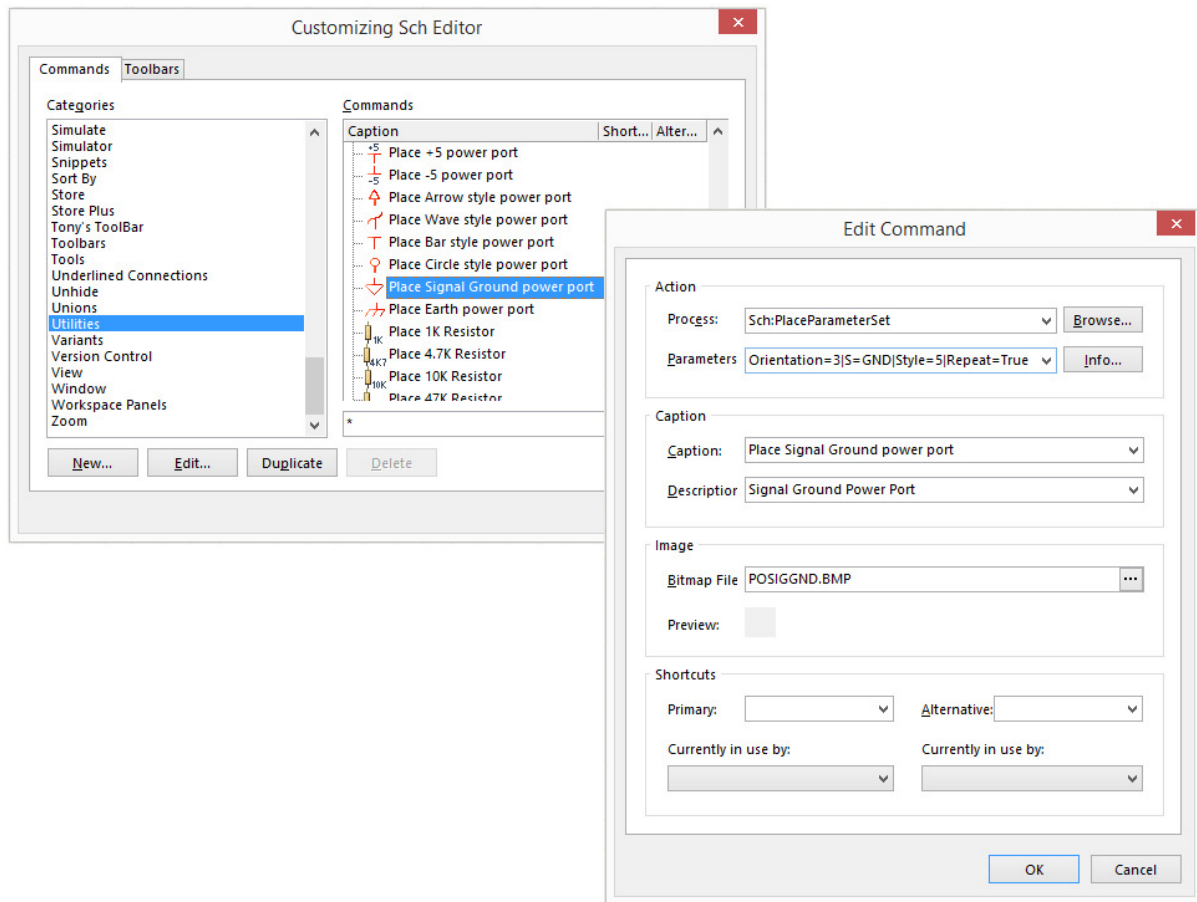 Customizing Sch Editor
Commands
Toolbars
Categories
Simulate
Simulator
Snippets
Sort By
Store
Store Plus
Tony's ToolBar
Toolbars
Tools
Underlined Connections
Unhide
Unions
Utilities
Variants
Version Control
View
Window
Workspace Panels
Zoom
Commands
Caption Short... Alter...
+5 Place +5 power port
-5 Place -5 power port
Place Arrow style power port
Place Wave style power port
Place Bar style power port
Place Circle style power port
Place Signal Ground power port
Place Earth power port
1K Place 1K Resistor
4K7 Place 4.7K Resistor
10K Place 10K Resistor
Place 47K Resistor
*
New... Edit... Duplicate Delete
Edit Command
Action
Process: Sch:PlaceParameterSet Browse...
Parameters Orientation=3|S=GND|Style=5|Repeat=True Info...
Caption
Caption: Place Signal Ground power port
Descriptior Signal Ground Power Port
Image
Bitmap File POSIGGND.BMP ...
Preview:
Shortcuts
Primary: Alternative:
Currently in use by: Currently in use by:
OK Cancel